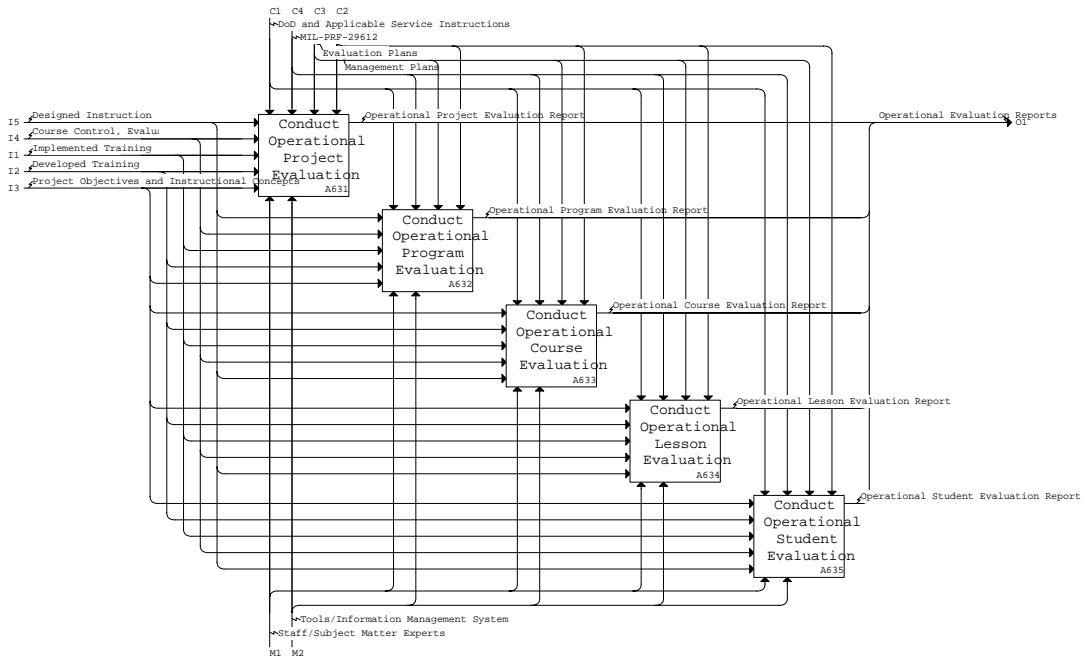 C1 C4 C3 C2
DoD and Applicable Service Instructions
MIL-PRF-29612
Evaluation Plans
Management Plans
I5 Designed Instruction
I4 Course Control, Evalu
I1 Implemented Training
I2 Developed Training
I3 Project Objectives and Instructional Concepts
Conduct
Operational
Project
Evaluation
A631
Operational Project Evaluation Report
Operational Evaluation Reports
O1
Conduct
Operational
Program
Evaluation
A632
Operational Program Evaluation Report
Conduct
Operational
Course
Evaluation
A633
Operational Course Evaluation Report
Conduct
Operational
Lesson
Evaluation
A634
Operational Lesson Evaluation Report
Conduct
Operational
Student
Evaluation
A635
Operational Student Evaluation Report
Tools/Information Management System
Staff/Subject Matter Experts
M1 M2